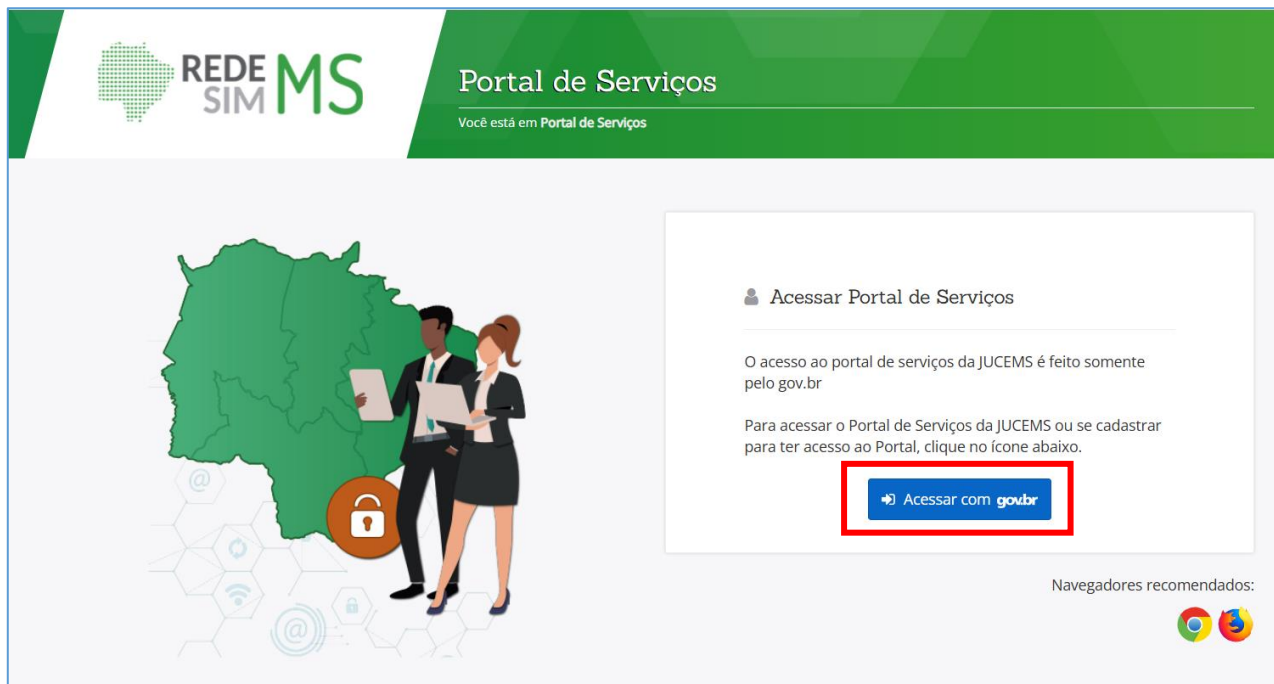 REDE
SIM MS
Portal de Serviços
Você está em Portal de Serviços
Acessar Portal de Serviços
O acesso ao portal de serviços da JUCEMS é feito somente
pelo gov.br
Para acessar o Portal de Serviços da JUCEMS ou se cadastrar
para ter acesso ao Portal, clique no ícone abaixo.
Acessar com gov.br
Navegadores recomendados:
@
@